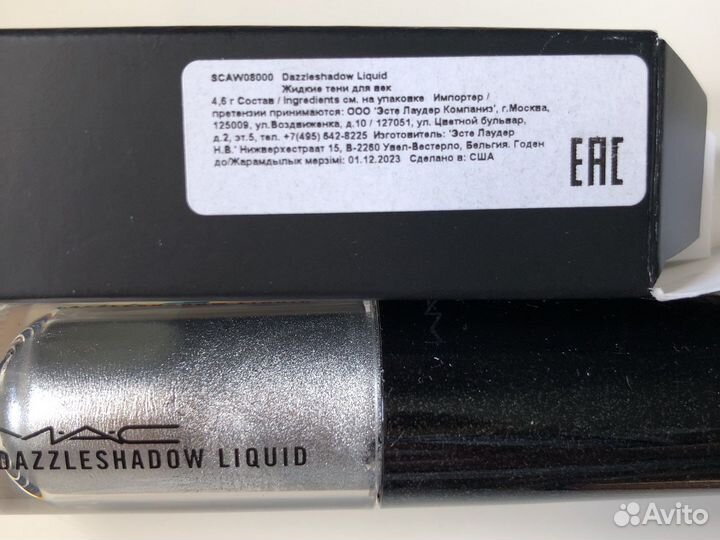 SCAW08000 Dazzleshadow Liquid
Жидкие тени для век
4,6 г Состав / Ingredients см. на упаковке Импортер /
претензии принимаются: ООО 'Эсте Лаудер Компаниз', г.Москва,
125009, ул.Воздвиженка, д.10 / 127051, ул. Цветной бульвар,
д.2, эт.5, тел. +7(495) 642-8225 Изготовитель: 'Эсте Лаудер
Н.В.' Нижверхестраат 15, B-2260 Увел-Вестерло, Бельгия. Годен
до/Жарамдылык мерзімі: 01.12.2023 Сделано в: США
EAC
MAC
DAZZLESHADOW LIQUID
Avito